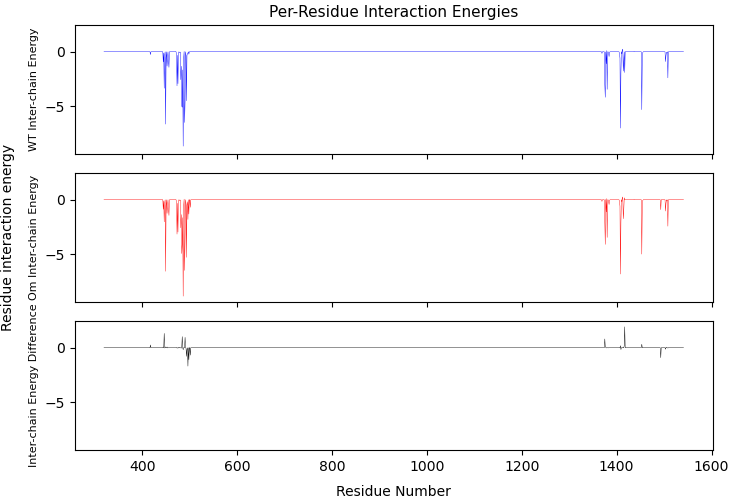 Per-Residue Interaction Energies
Residue interaction energy
WT Inter-chain Energy
0
−5
Om Inter-chain Energy
0
−5
Inter-chain Energy Difference
0
−5
400 600 800 1000 1200 1400 1600
Residue Number